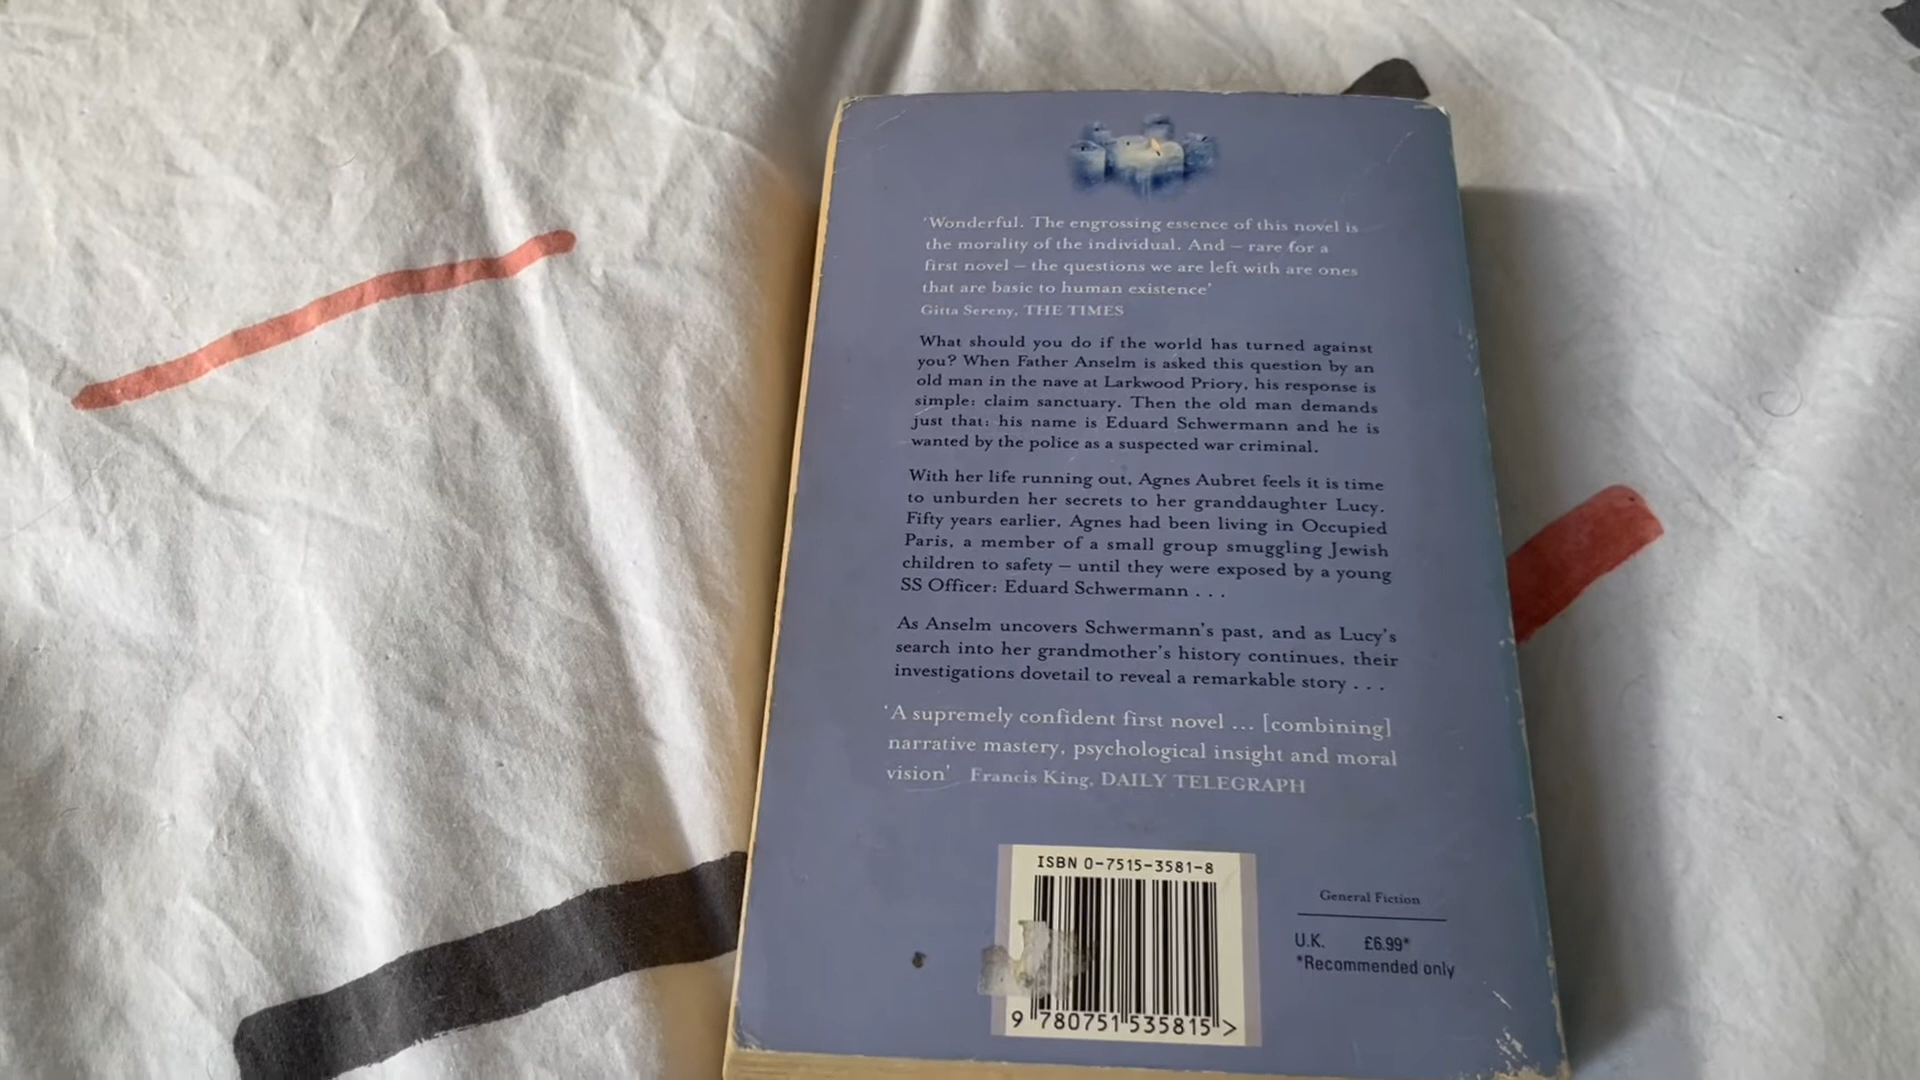 'Wonderful. The engrossing essence of this novel is
the morality of the individual. And – rare for a
first novel – the questions we are left with are ones
that are basic to human existence'
Gitta Sereny, THE TIMES
What should you do if the world has turned against
you? When Father Anselm is asked this question by an
old man in the nave at Larkwood Priory, his response is
simple: claim sanctuary. Then the old man demands
just that: his name is Eduard Schwermann and he is
wanted by the police as a suspected war criminal.
With her life running out, Agnes Aubret feels it is time
to unburden her secrets to her granddaughter Lucy.
Fifty years earlier, Agnes had been living in Occupied
Paris, a member of a small group smuggling Jewish
children to safety – until they were exposed by a young
SS Officer: Eduard Schwermann . . .
As Anselm uncovers Schwermann's past, and as Lucy's
search into her grandmother's history continues, their
investigations dovetail to reveal a remarkable story . . .
'A supremely confident first novel ... [combining]
narrative mastery, psychological insight and moral
vision' Francis King, DAILY TELEGRAPH
ISBN 0-7515-3581-8
9 780751 535815 >
General Fiction
U.K. £6.99*
*Recommended only